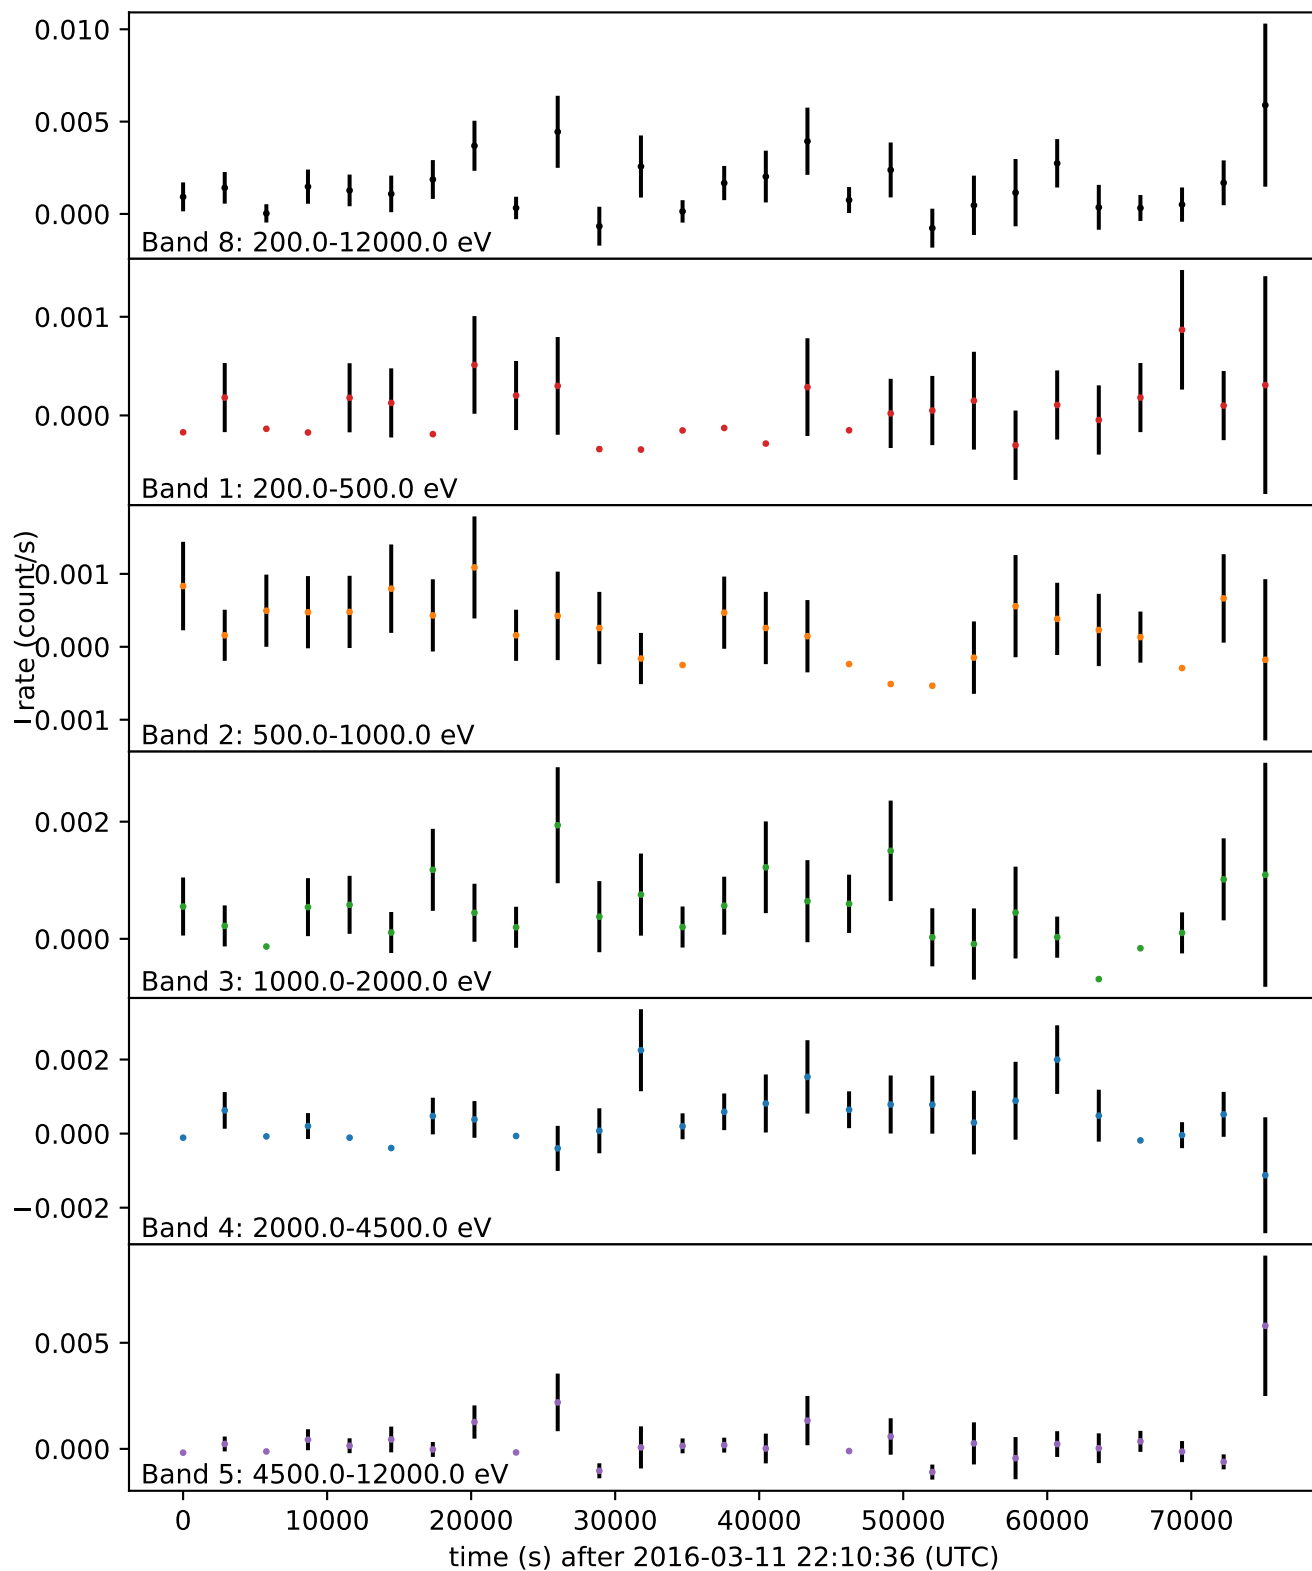 0.010
0.005
0.000
Band 8: 200.0-12000.0 eV
0.001
0.000
Band 1: 200.0-500.0 eV
rate (count/s)
0.001
0.000
−0.001
Band 2: 500.0-1000.0 eV
0.002
0.000
Band 3: 1000.0-2000.0 eV
0.002
0.000
−0.002
Band 4: 2000.0-4500.0 eV
0.005
0.000
Band 5: 4500.0-12000.0 eV
0 10000 20000 30000 40000 50000 60000 70000
time (s) after 2016-03-11 22:10:36 (UTC)